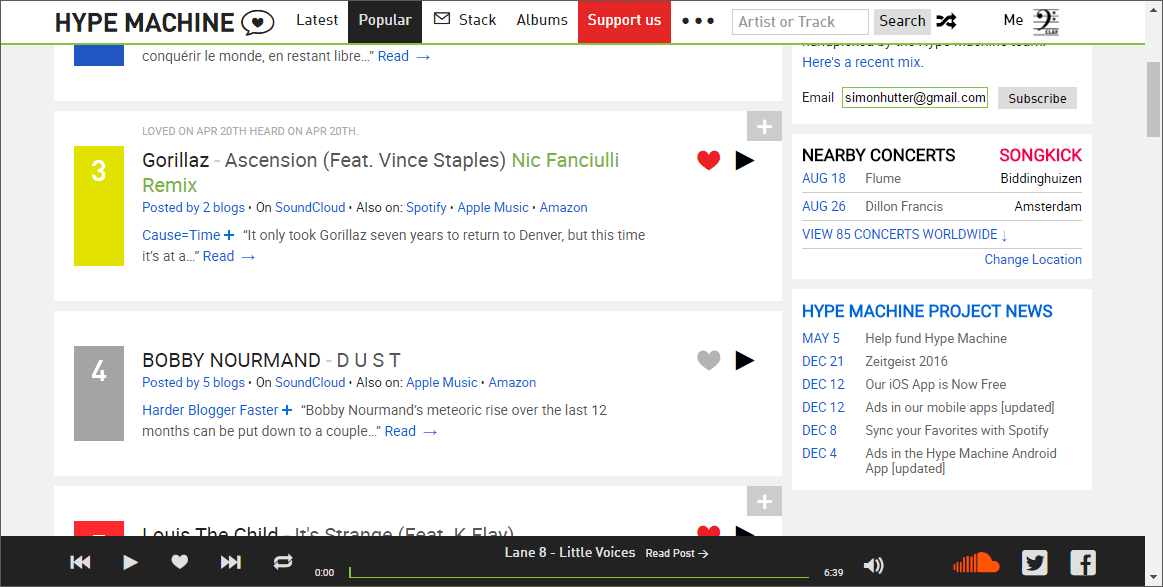 HYPE MACHINE
Latest
Popular
Stack
Albums
Support us
Artist or Track
Search
Me
CLEF
conquérir le monde, en restant libre...” Read →
LOVED ON APR 20TH HEARD ON APR 20TH.
3
Gorillaz - Ascension (Feat. Vince Staples) Nic Fanciulli
Remix
Posted by 2 blogs • On SoundCloud • Also on: Spotify • Apple Music • Amazon
Cause=Time + “It only took Gorillaz seven years to return to Denver, but this time
it’s at a...” Read →
4
BOBBY NOURMAND - D U S T
Posted by 5 blogs • On SoundCloud • Also on: Apple Music • Amazon
Harder Blogger Faster + “Bobby Nourmand’s meteoric rise over the last 12
months can be put down to a couple...” Read →
Louis The Child - It's Strange (Feat. K.Flay)
handpicked by the Hype Machine team.
Here's a recent mix.
Email simonhutter@gmail.com Subscribe
NEARBY CONCERTS SONGKICK
AUG 18 Flume Biddinghuizen
AUG 26 Dillon Francis Amsterdam
VIEW 85 CONCERTS WORLDWIDE ↓
Change Location
HYPE MACHINE PROJECT NEWS
MAY 5 Help fund Hype Machine
DEC 21 Zeitgeist 2016
DEC 12 Our iOS App is Now Free
DEC 12 Ads in our mobile apps [updated]
DEC 8 Sync your Favorites with Spotify
DEC 4 Ads in the Hype Machine Android
App [updated]
Lane 8 - Little Voices Read Post →
0:00
6:39